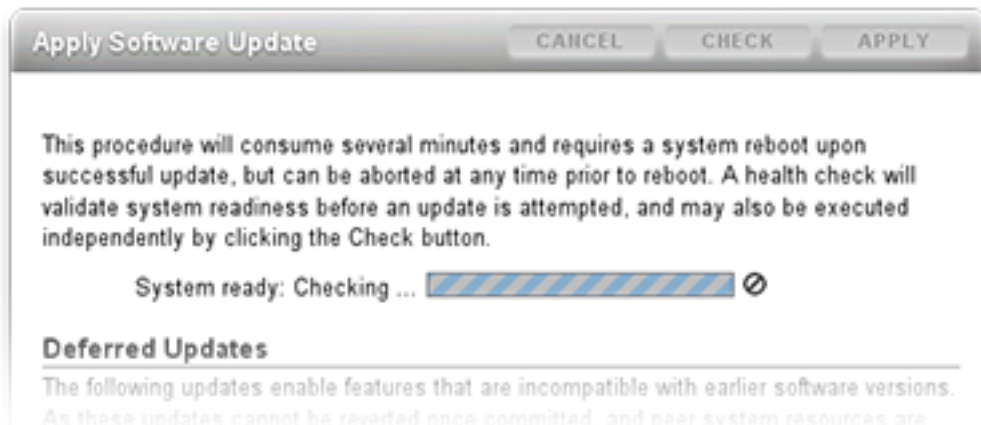 Apply Software Update CANCEL CHECK APPLY
This procedure will consume several minutes and requires a system reboot upon
successful update, but can be aborted at any time prior to reboot. A health check will
validate system readiness before an update is attempted, and may also be executed
independently by clicking the Check button.
System ready: Checking ...
Deferred Updates
The following updates enable features that are incompatible with earlier software versions.
As these updates cannot be reverted once committed, and peer system resources are